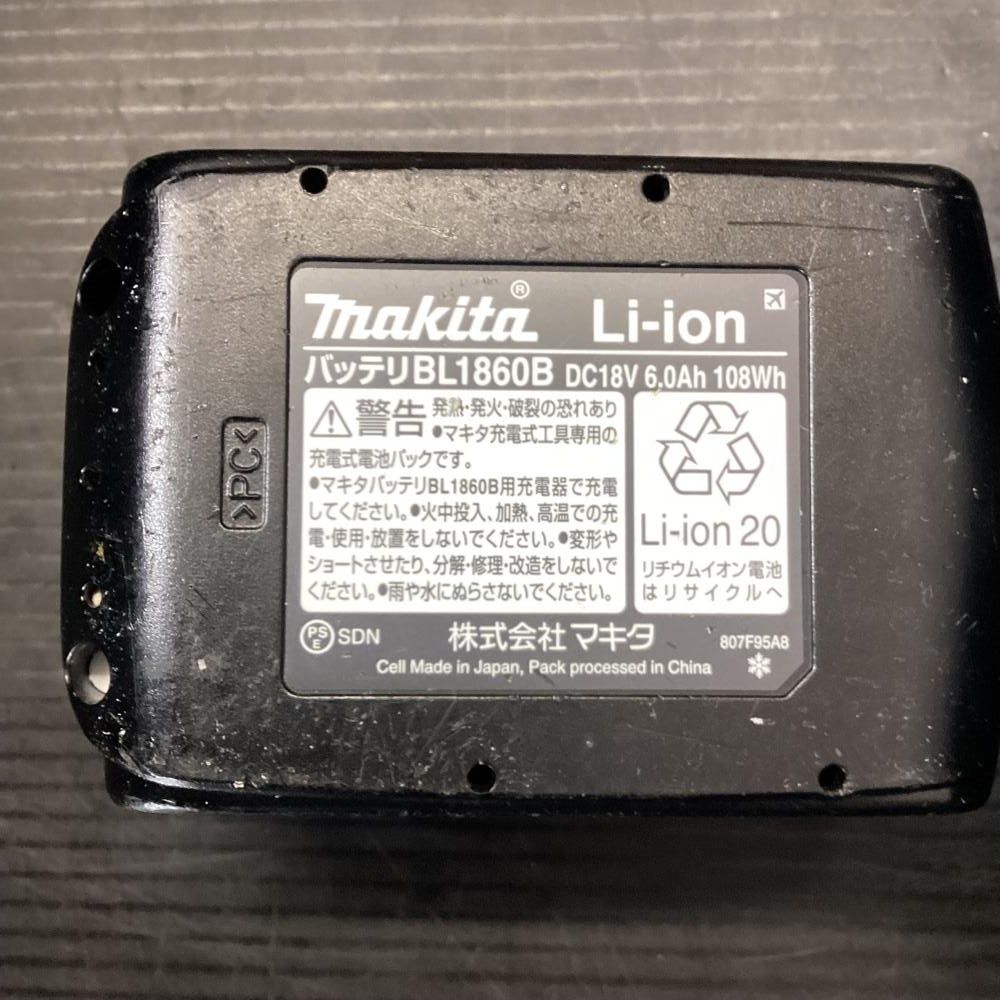 makita® Li-ion
バッテリBL1860B DC18V 6.0Ah 108Wh
警告 発熱・発火・破裂の恐れあり
●マキタ充電式工具専用の
充電式電池パックです。
●マキタバッテリBL1860B用充電器で充電
してください。●火中投入、加熱、高温での充
電・使用・放置をしないでください。●変形や
ショートさせたり、分解・修理・改造をしないで
ください。●雨や水にぬらさないでください。
Li-ion 20
リチウムイオン電池
はリサイクルへ
PSE SDN 株式会社 マキタ 807F95A8
Cell Made in Japan, Pack processed in China
>PC<